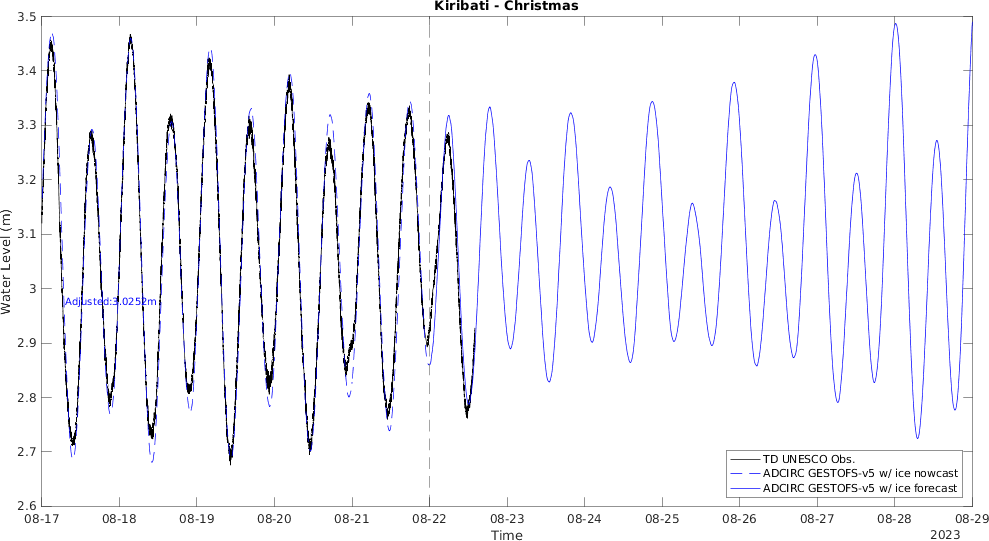 Kiribati - Christmas
3.5
3.4
3.3
3.2
3.1
3
2.9
2.8
2.7
2.6
Water Level (m)
Adjusted:3.0252m
TD UNESCO Obs.
ADCIRC GESTOFS-v5 w/ ice nowcast
ADCIRC GESTOFS-v5 w/ ice forecast
08-17 08-18 08-19 08-20 08-21 08-22 08-23 08-24 08-25 08-26 08-27 08-28 08-29
Time
2023